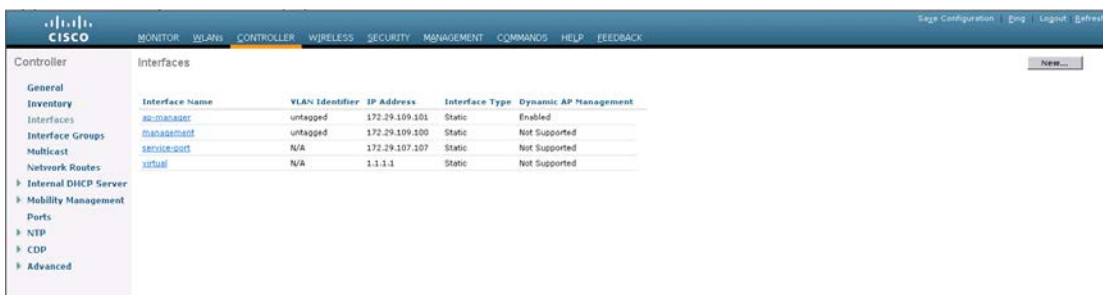 Save Configuration Ping Logout Refresh
CISCO
MONITOR WLANs CONTROLLER WIRELESS SECURITY MANAGEMENT COMMANDS HELP FEEDBACK
Controller
General
Inventory
Interfaces
Interface Groups
Multicast
Network Routes
Internal DHCP Server
Mobility Management
Ports
NTP
CDP
Advanced
Interfaces
New...
Interface Name VLAN Identifier IP Address Interface Type Dynamic AP Management
ap-manager untagged 172.29.109.101 Static Enabled
management untagged 172.29.109.100 Static Not Supported
service-port N/A 172.29.107.107 Static Not Supported
virtual N/A 1.1.1.1 Static Not Supported